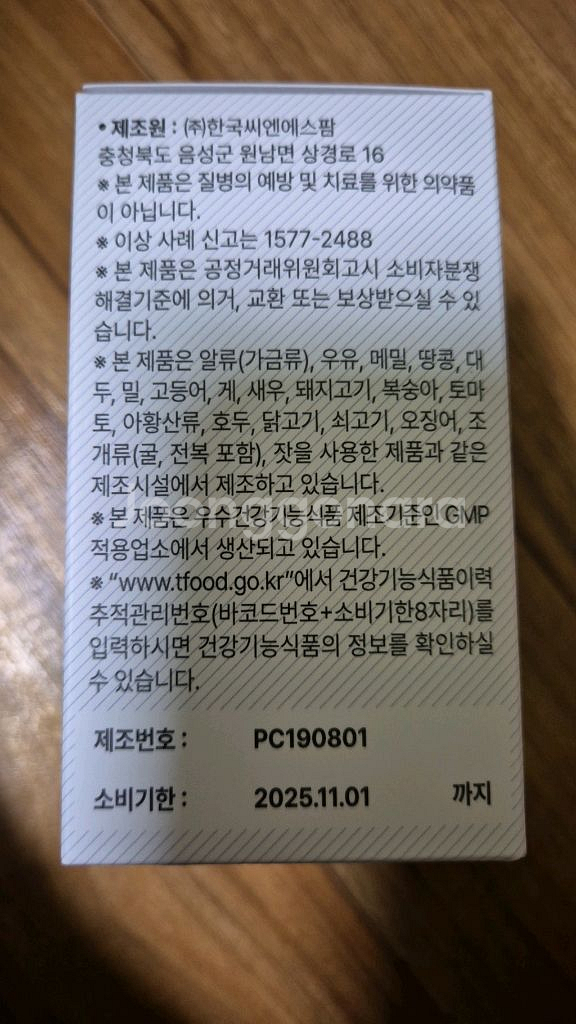 • 제조원 : (주)한국씨엔에스팜
충청북도 음성군 원남면 상경로 16
※ 본 제품은 질병의 예방 및 치료를 위한 의약품
이 아닙니다.
※ 이상 사례 신고는 1577-2488
※ 본 제품은 공정거래위원회고시 소비자분쟁
해결기준에 의거, 교환 또는 보상받으실 수 있
습니다.
※ 본 제품은 알류(가금류), 우유, 메밀, 땅콩, 대
두, 밀, 고등어, 게, 새우, 돼지고기, 복숭아, 토마
토, 아황산류, 호두, 닭고기, 쇠고기, 오징어, 조
개류(굴, 전복 포함), 잣을 사용한 제품과 같은
제조시설에서 제조하고 있습니다.
※ 본 제품은 우수건강기능식품 제조기준인 GMP
적용업소에서 생산되고 있습니다.
※ “www.tfood.go.kr”에서 건강기능식품이력
추적관리번호(바코드번호+소비기한8자리)를
입력하시면 건강기능식품의 정보를 확인하실
수 있습니다.
제조번호 : PC190801
소비기한 : 2025.11.01 까지